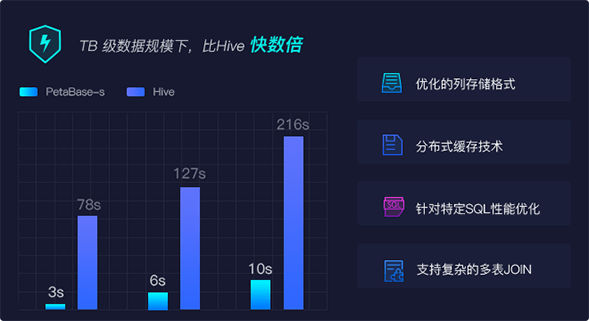 TB 级数据规模下，比Hive 快数倍
PetaBase-s
Hive
3s
78s
6s
127s
10s
216s
优化的列存储格式
分布式缓存技术
SQL
针对特定SQL性能优化
支持复杂的多表JOIN